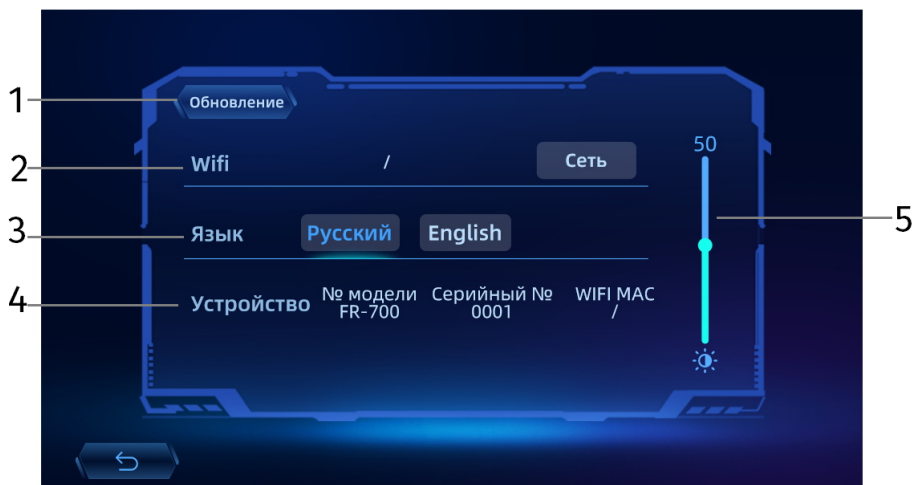 1
Обновление
2
Wifi / Сеть
50
3
Язык Русский English
5
4
Устройство № модели Серийный № WIFI MAC
FR-700 0001 /